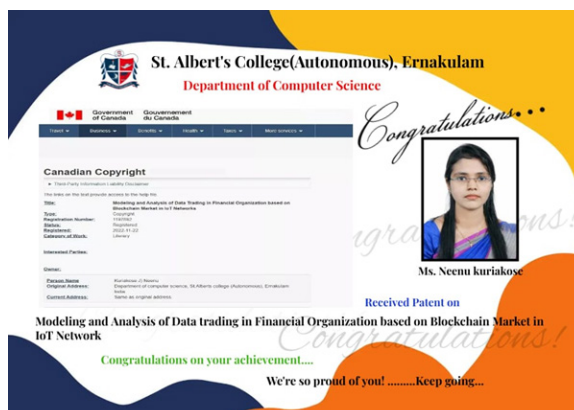 St. Albert's College(Autonomous), Ernakulam
Department of Computer Science
Government
of Canada
Gouvernement
du Canada
Travel Business Benefits Health Taxes More services
Congratulations...
Canadian Copyright
Third-Party Information Liability Disclaimer
Title: Modeling and Analysis of Data Trading in Financial Organization based on
Blockchain Market in IoT Networks
Type: Copyright
Registration Number:
Status: Registered
Registered: 2022-11-22
Category of Work: Literary
Interested Parties:
Owner:
Person Name
Original Address: Department of computer science, St Alberts college (Autonomous), Ernakulam
India
Current Address: Same as original address
Ms. Neenu kuriakose
Received Patent on
Modeling and Analysis of Data trading in Financial Organization based on Blockchain Market in
IoT Network
Congratulations!
Congratulations on your achievement....
We're so proud of you! .........Keep going...